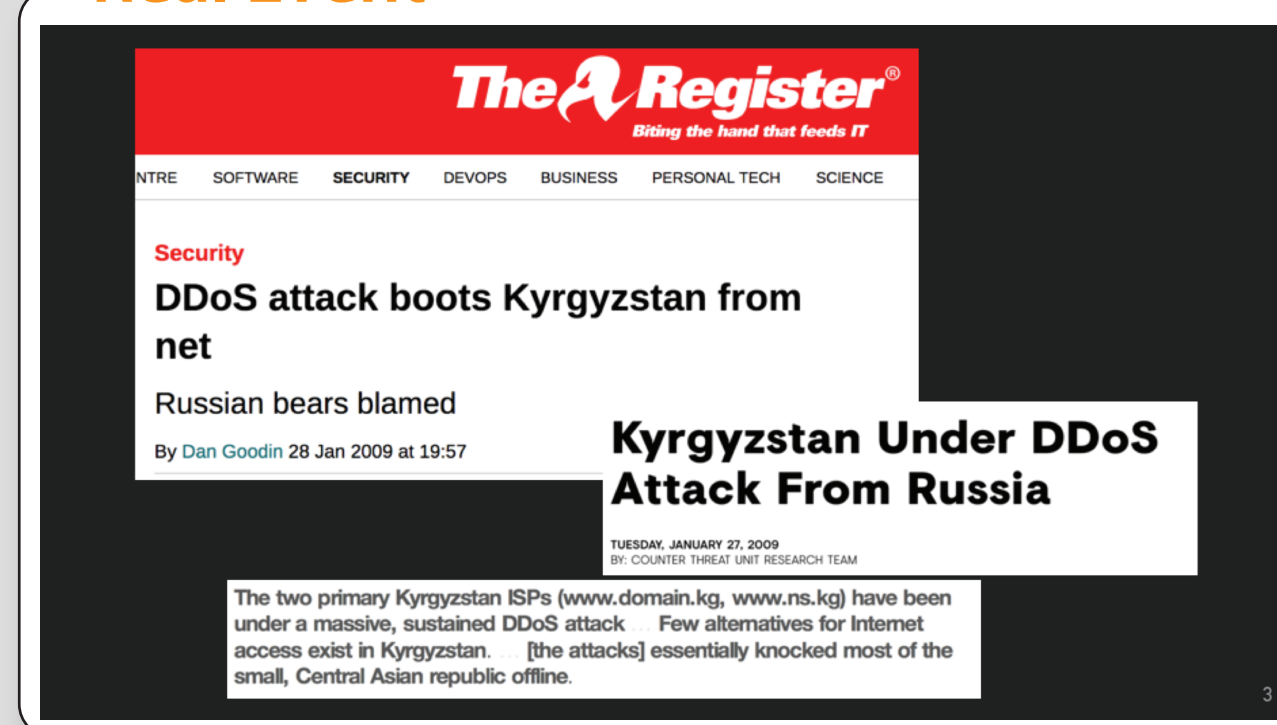 The Register®
Biting the hand that feeds IT
NTRE SOFTWARE SECURITY DEVOPS BUSINESS PERSONAL TECH SCIENCE
Security
DDoS attack boots Kyrgyzstan from
net
Russian bears blamed
By Dan Goodin 28 Jan 2009 at 19:57
Kyrgyzstan Under DDoS
Attack From Russia
TUESDAY, JANUARY 27, 2009
BY: COUNTER THREAT UNIT RESEARCH TEAM
The two primary Kyrgyzstan ISPs (www.domain.kg, www.ns.kg) have been
under a massive, sustained DDoS attack ... Few alternatives for Internet
access exist in Kyrgyzstan. ... [the attacks] essentially knocked most of the
small, Central Asian republic offline.
3